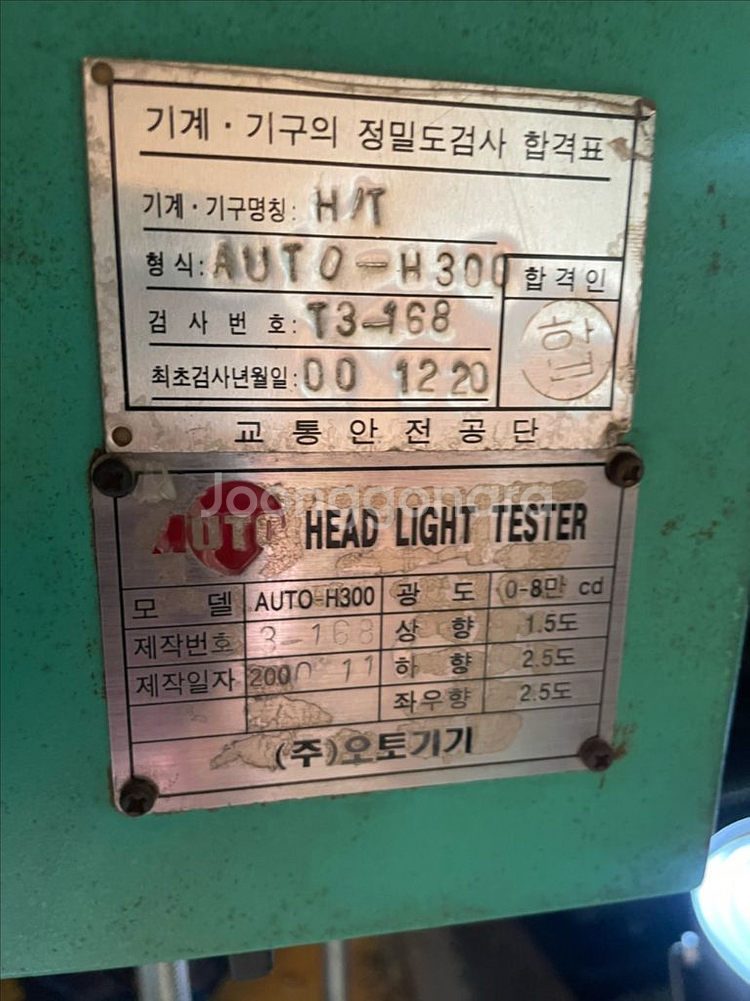 기계·기구의 정밀도검사 합격표
기계·기구명칭: H/T
형식: AUTO-H300
합격인
검사번호: T3-168
최초검사년월일: 00 12 20
교통안전공단
Joonggonara
AUTO HEAD LIGHT TESTER
모델 AUTO-H300 광도 0-8만 cd
제작번호 3-168 상향 1.5도
제작일자 2000 11 하향 2.5도
좌우향 2.5도
(주)오토기기